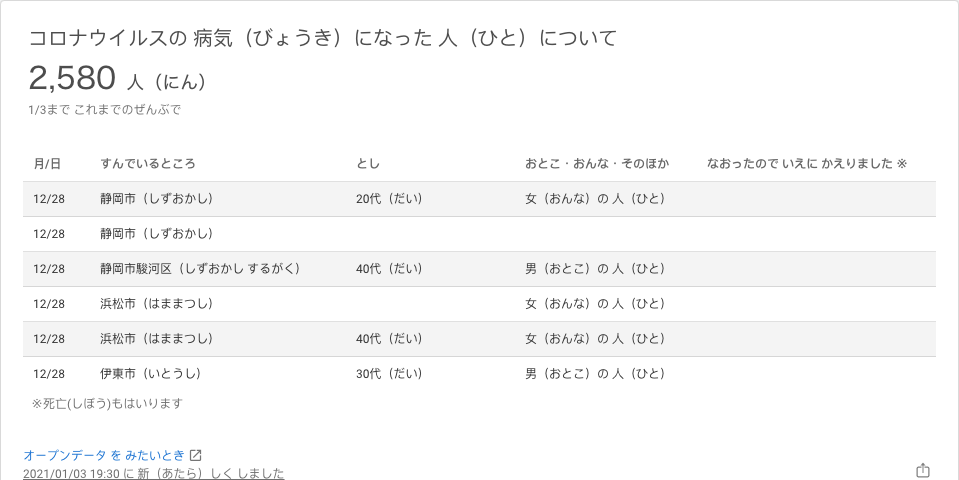 コロナウイルスの 病気（びょうき）になった 人（ひと）について
2,580 人（にん）
1/3まで これまでのぜんぶで
月/日 すんでいるところ とし おとこ・おんな・そのほか なおったので いえに かえりました ※
12/28 静岡市（しずおかし） 20代（だい） 女（おんな）の 人（ひと）
12/28 静岡市（しずおかし）
12/28 静岡市駿河区（しずおかし するがく） 40代（だい） 男（おとこ）の 人（ひと）
12/28 浜松市（はままつし） 女（おんな）の 人（ひと）
12/28 浜松市（はままつし） 40代（だい） 女（おんな）の 人（ひと）
12/28 伊東市（いとうし） 30代（だい） 男（おとこ）の 人（ひと）
※死亡(しぼう)もはいります
オープンデータ を みたいとき
2021/01/03 19:30 に 新（あたら）しく しました